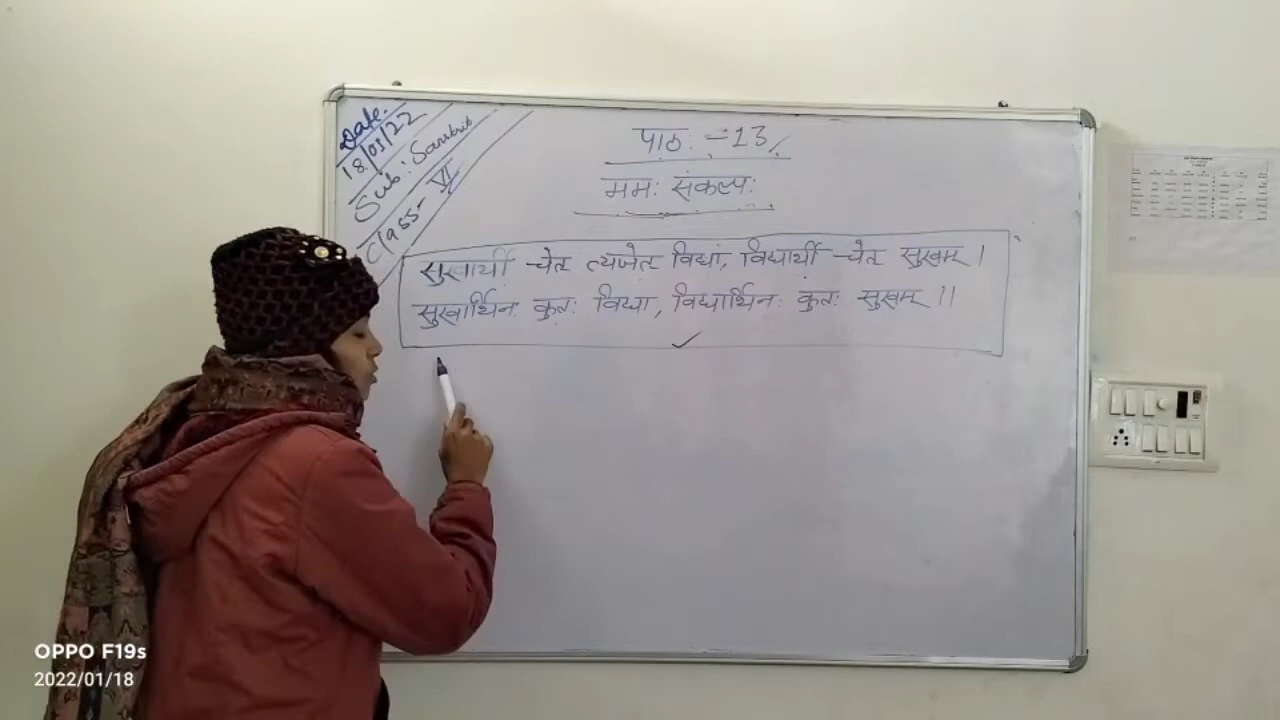 Date.
18/01/22
Sub: Sanskrit
Class- VI
पाठ: -13
मम: संकल्प:
सुखार्थी चेत त्यजेत विद्यां, विद्यार्थी चेत सुखम् ।
सुखार्थिन: कुत: विद्या, विद्यार्थिन: कुत: सुखम् ।।
OPPO F19s
2022/01/18